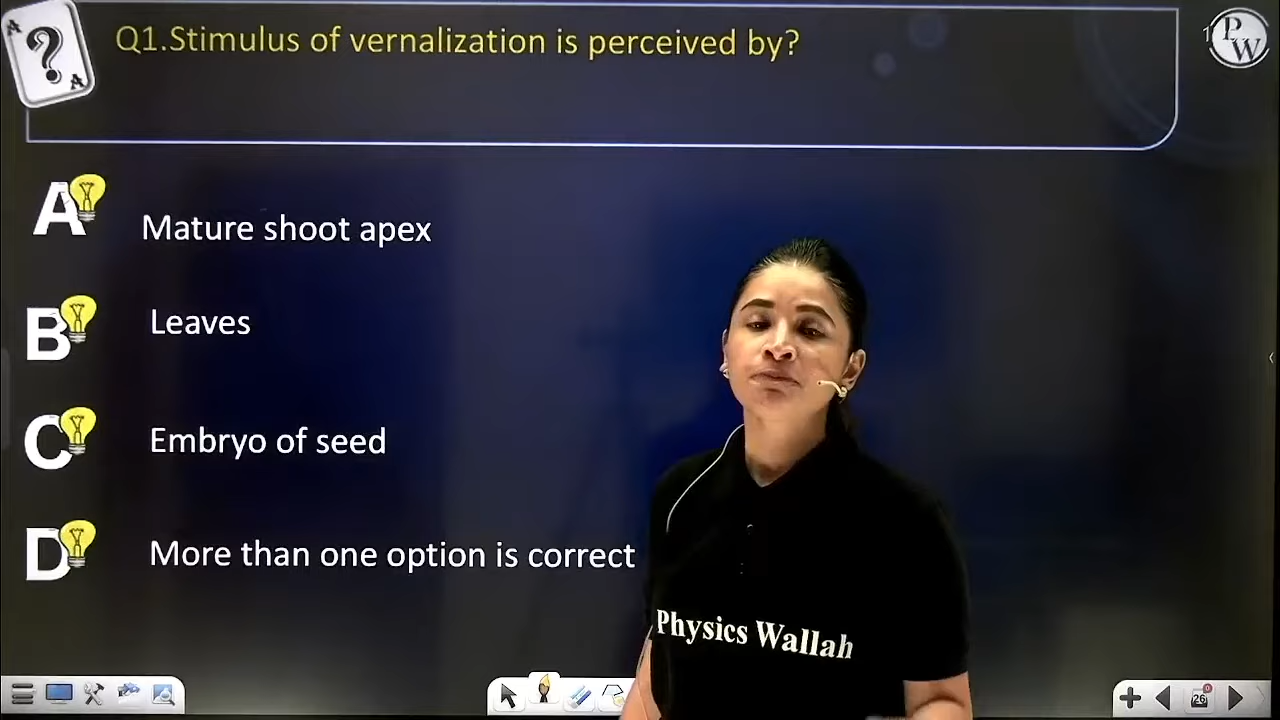 Q1.Stimulus of vernalization is perceived by?
PW
A
Mature shoot apex
B
Leaves
C
Embryo of seed
D
More than one option is correct
Physics Wallah
26